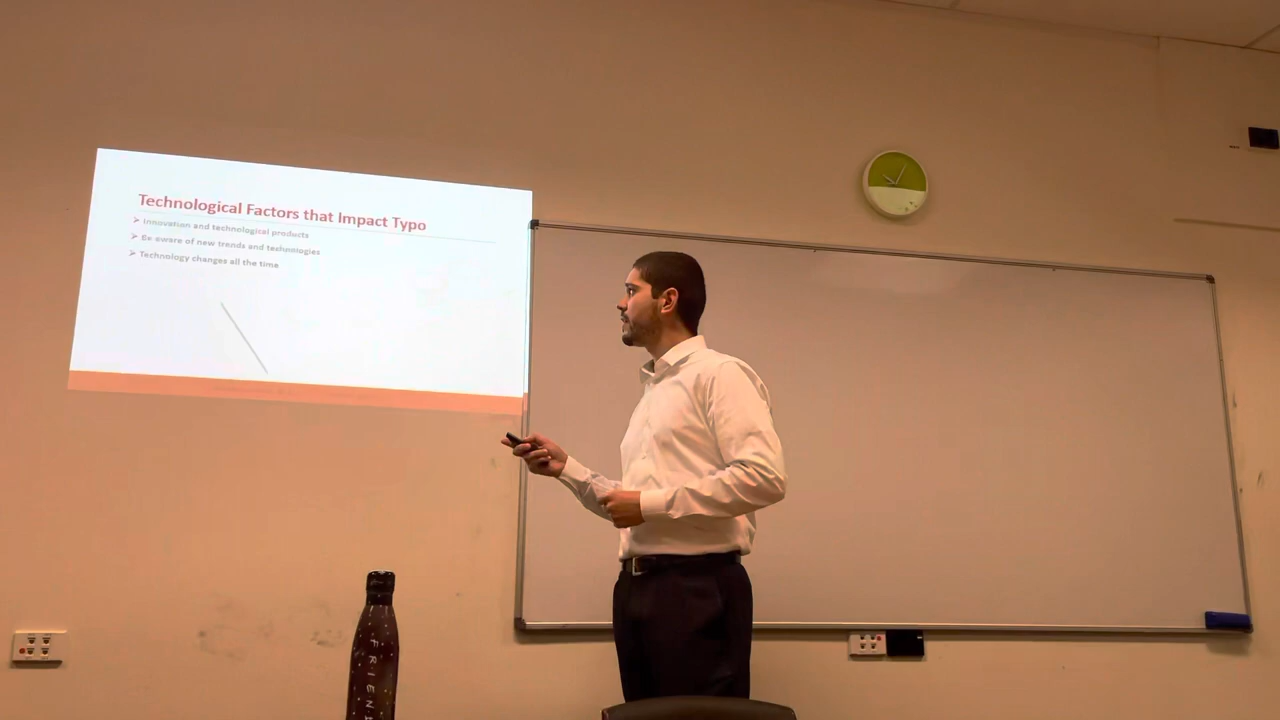 Technological Factors that Impact Typo
Innovation and technological products
Be aware of new trends and technologies
Technology changes all the time
FRIEN